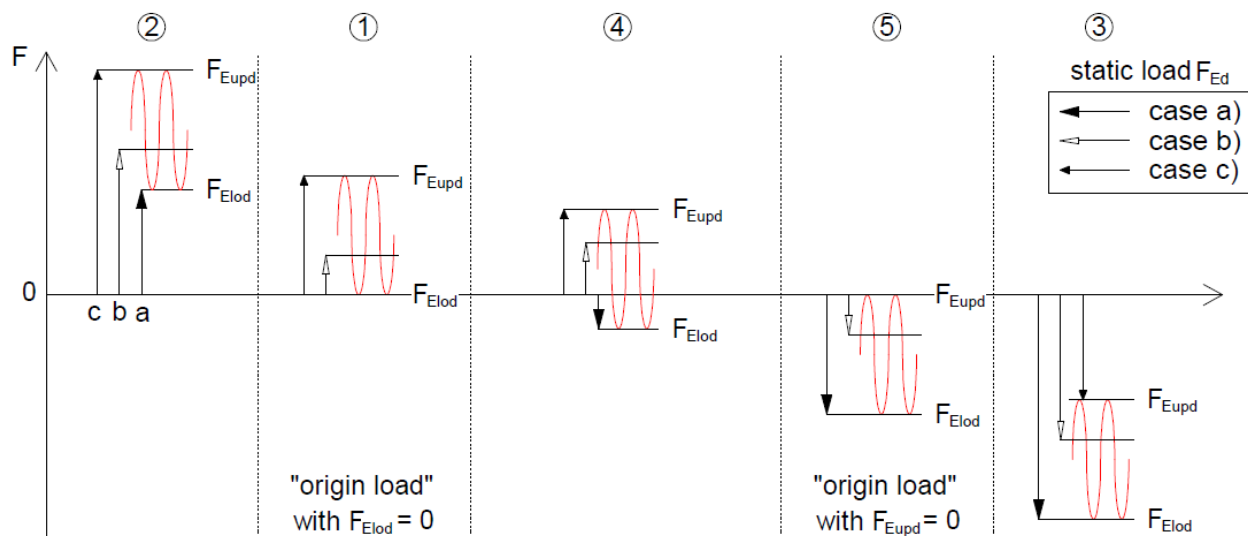 ② ① ④ ⑤ ③
F
static load F_Ed
case a)
case b)
case c)
F_Eupd
F_Elod
c b a
0
F_Eupd
F_Elod
F_Eupd
F_Elod
F_Eupd
F_Elod
F_Eupd
F_Elod
"origin load"
with F_Elod = 0
"origin load"
with F_Eupd = 0